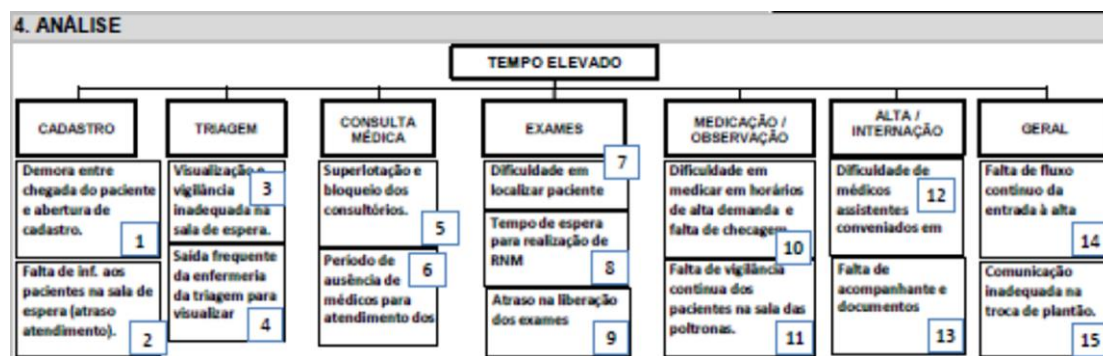 4. ANÁLISE
TEMPO ELEVADO
CADASTRO
Demora entre
chegada do paciente
e abertura de
cadastro.
1
Falta de inf. aos
pacientes na sala de
espera (atraso
atendimento).
2
TRIAGEM
Visualização e
vigilância
3
inadequada na
sala de espera.
Saída frequente
da enfermeria
da triagem para
visualizar
4
CONSULTA
MÉDICA
Superlotação e
bloqueio dos
consultórios.
5
Período de
6
ausência de
médicos para
atendimento dos
EXAMES
7
Dificuldade em
localizar paciente
Tempo de espera
para realização de
RNM
8
Atraso na liberação
dos exames
9
MEDICAÇÃO /
OBSERVAÇÃO
Dificuldade em
medicar em horários
de alta demanda e
falta de checagem
10
Falta de vigilância
continua dos
pacientes na sala das
poltronas.
11
ALTA /
INTERNAÇÃO
Dificuldade de
médicos
12
assistentes
conveniados em
Falta de
acompanhante e
documentos
13
GERAL
Falta de fluxo
continuo da
entrada à alta
14
Comunicação
inadequada na
troca de plantão.
15